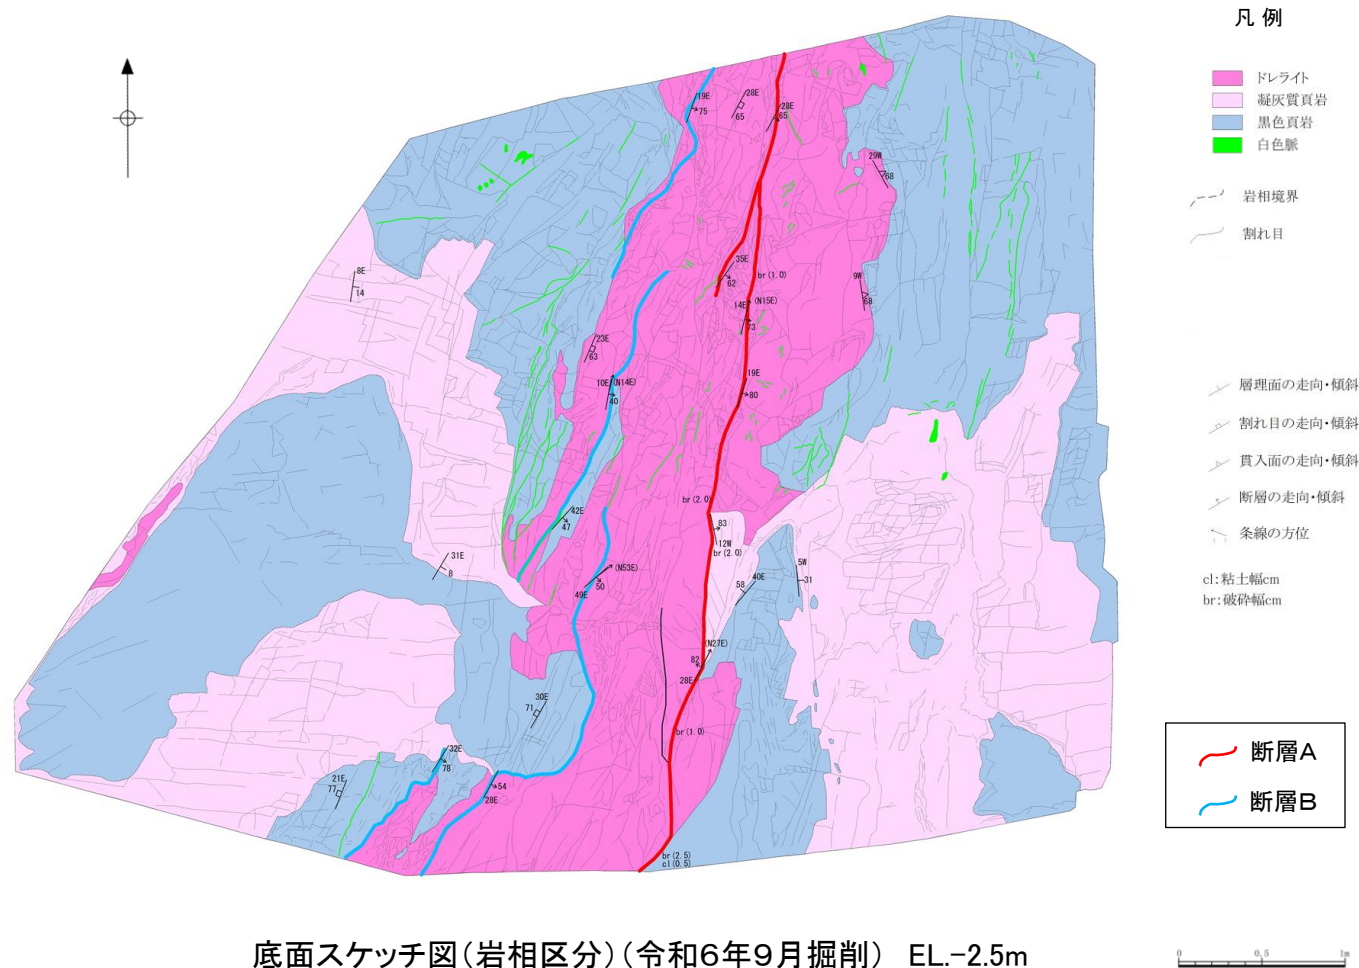 凡 例
ドレライト
凝灰質頁岩
黒色頁岩
白色脈
岩相境界
割れ目
層理面の走向・傾斜
割れ目の走向・傾斜
貫入面の走向・傾斜
断層の走向・傾斜
条線の方位
cl:粘土幅cm
br:破砕幅cm
断層A
断層B
19E
75
28E
65
28E
65
29W
68
8E
14
35E
62
br(1.0)
9W
68
14E
(N15E)
73
23E
63
10E
(N14E)
40
19E
80
42E
47
br(2.0)
83
12W
br(2.0)
31E
8
(N53E)
50
49E
58
40E
5W
31
(N27E)
82
28E
30E
71
br(1.0)
32E
78
21E
77
54
28E
br(2.5)
cl(0.5)
底面スケッチ図(岩相区分)(令和6年9月掘削) EL.-2.5m
0 0.5 1m